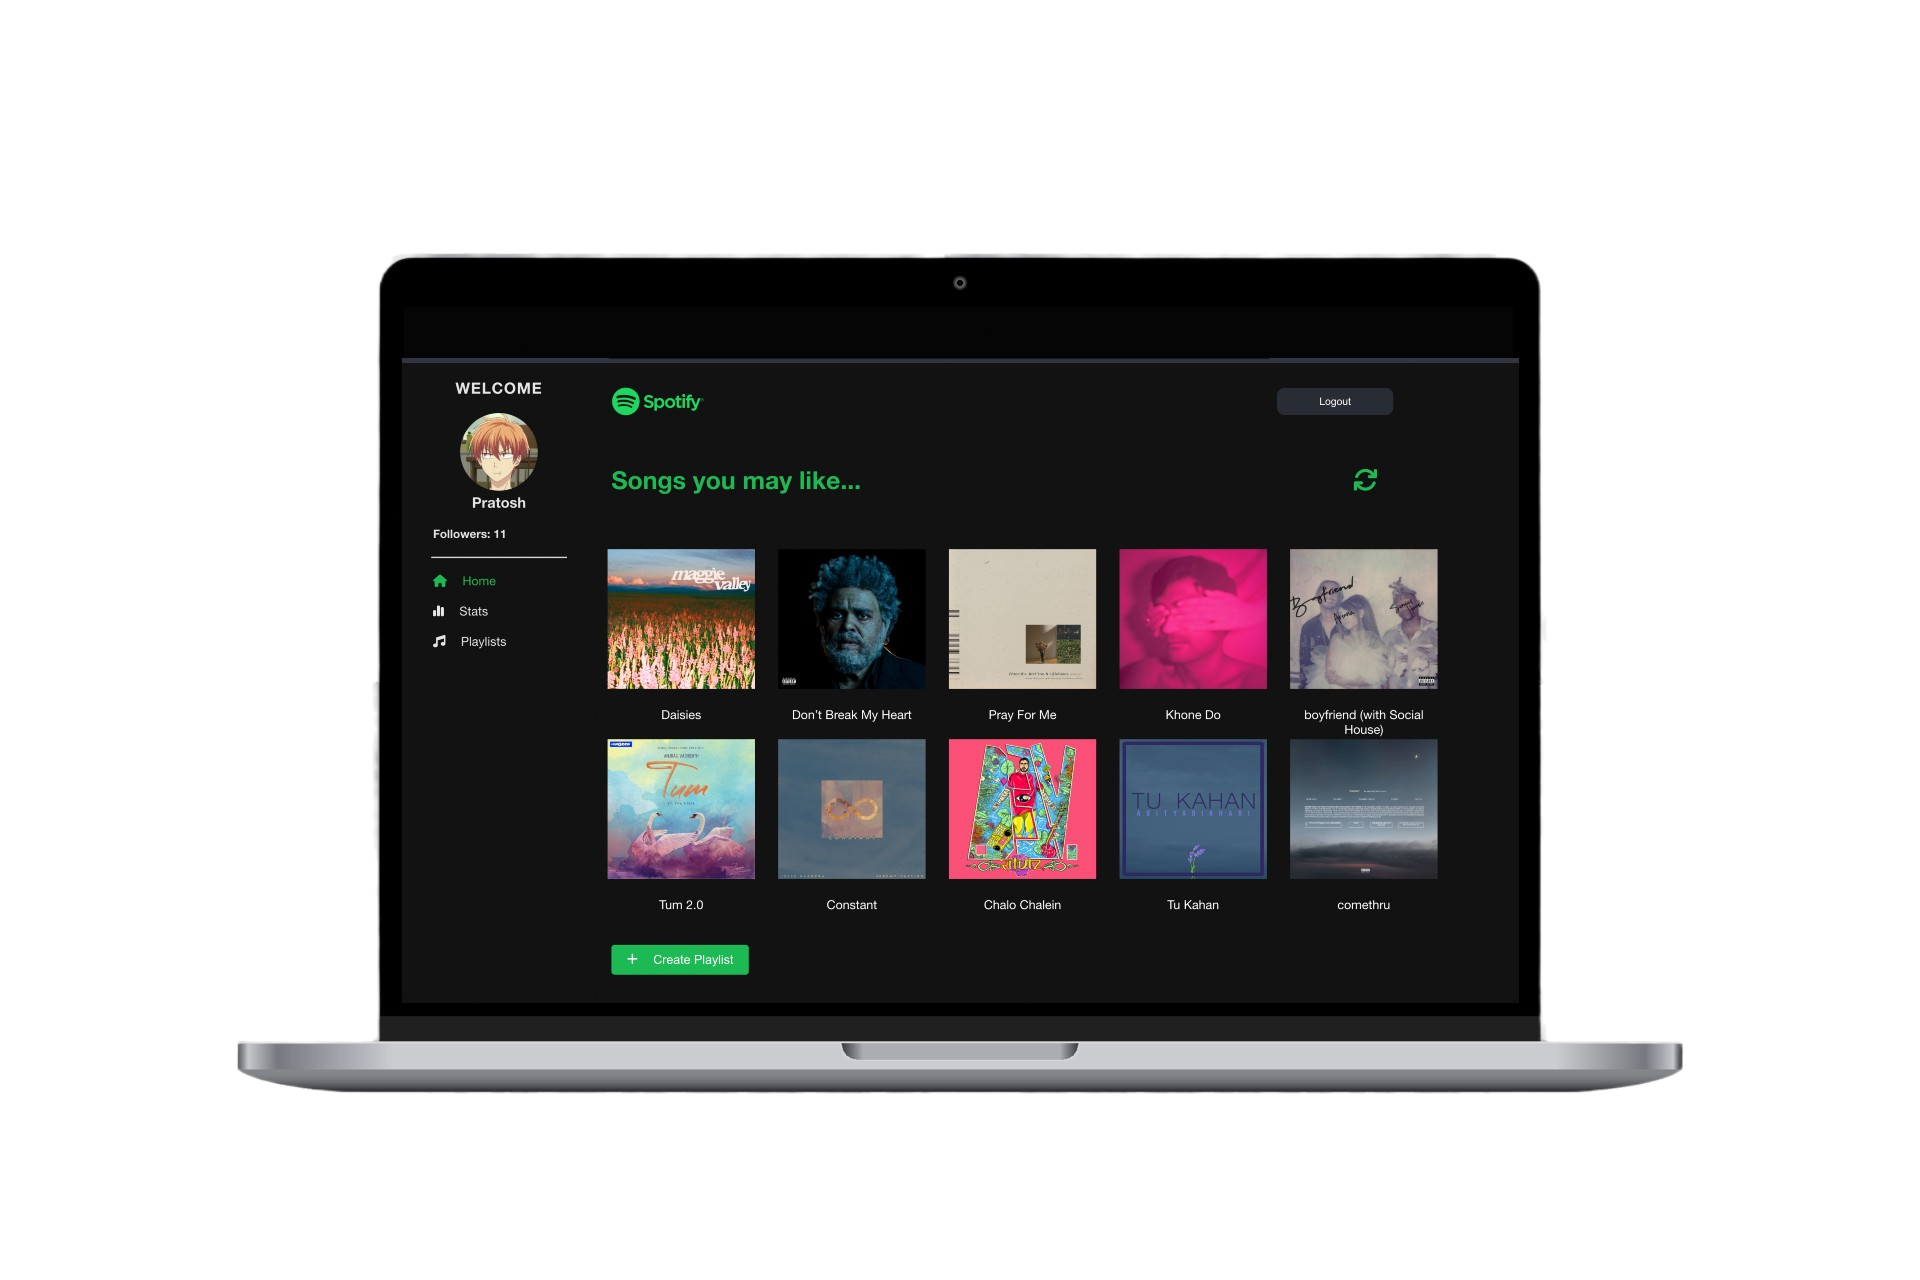 WELCOME
Pratosh
Followers: 11
Home
Stats
Playlists
Spotify
Logout
Songs you may like...
maggie
valley
Boyfriend
Daisies
Don't Break My Heart
Pray For Me
Khone Do
boyfriend (with Social
House)
Tum
TU KAHAN
Tum 2.0
Constant
Chalo Chalein
Tu Kahan
comethru
+ Create Playlist